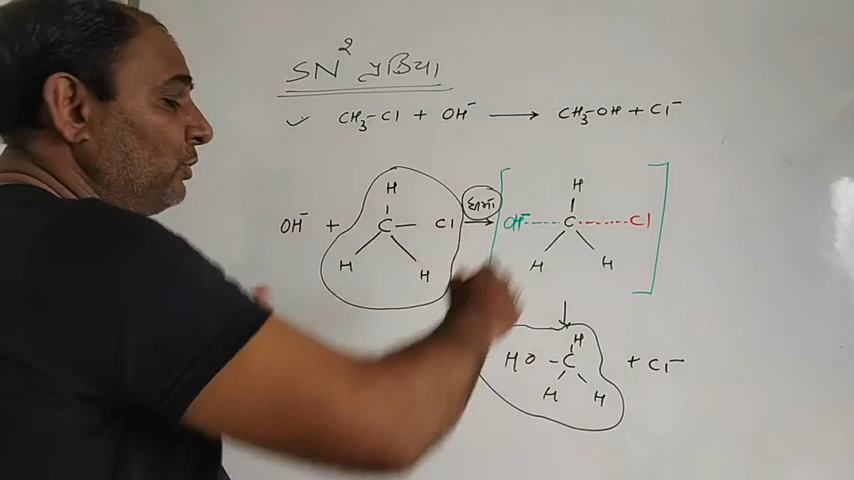 SN² પ્રક્રિયા
✓ CH₃-Cl + OH⁻ ⟶ CH₃-OH + Cl⁻
H H
OH⁻ + C — Cl ધીમા → [ OH⁻ ----- C ------ Cl ]
H H H H
↓
H
HO - C + Cl⁻
H H